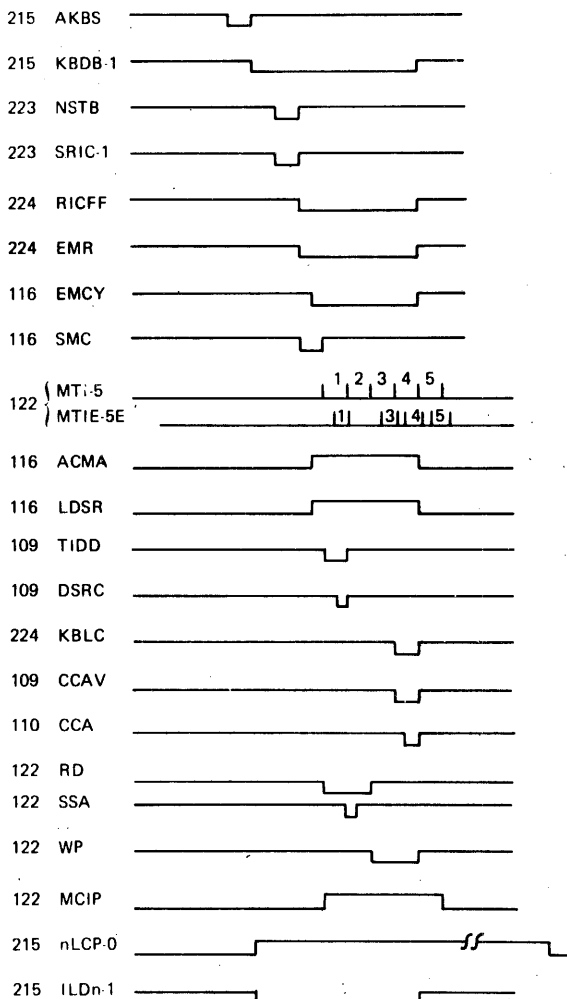 215 AKBS
215 KBDB-1
223 NSTB
223 SRIC-1
224 RICFF
224 EMR
116 EMCY
116 SMC
1 2 3 4 5
122 { MTi-5
MTIE-5E
1 3 4 5
116 ACMA
116 LDSR
109 TIDD
109 DSRC
224 KBLC
109 CCAV
110 CCA
122 RD
122 SSA
122 WP
122 MCIP
215 nLCP-0
215 ILDn-1